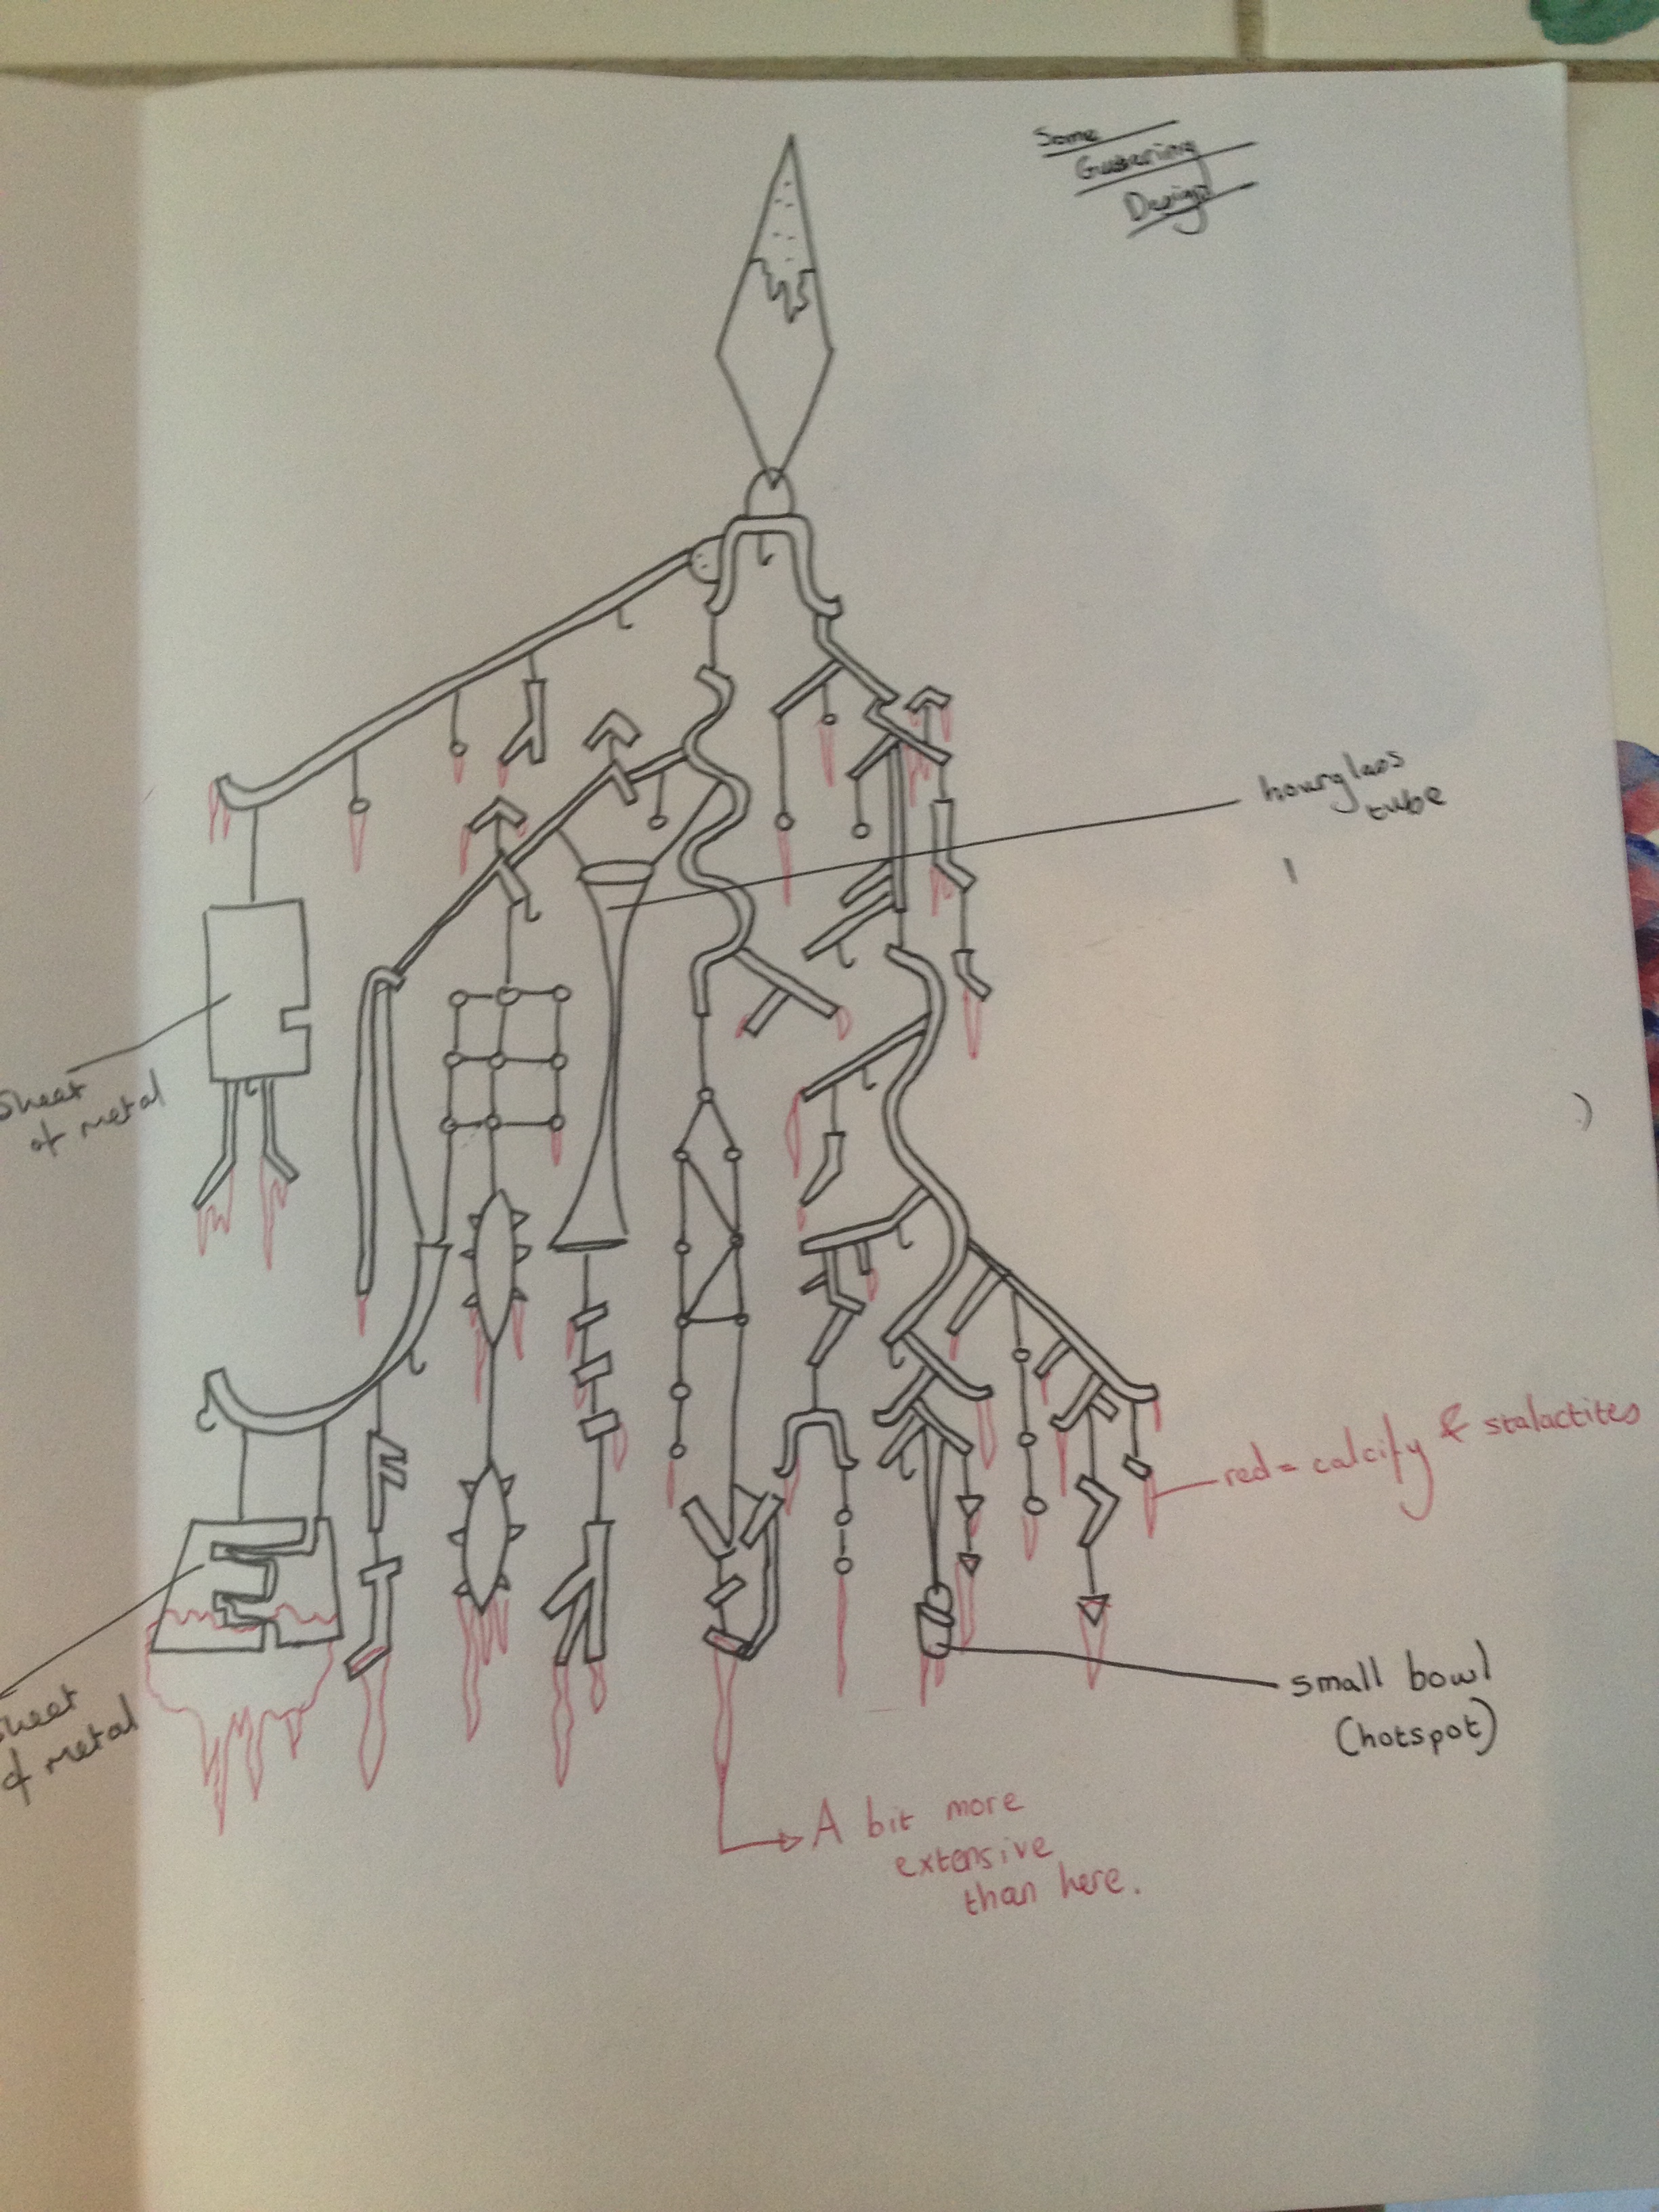 Some
Guttering
Design
hourglass
tube
Sheet
of metal
red = calcify & stalactites
Sheet
of metal
small bowl
(hotspot)
A bit more
extensive
than here.